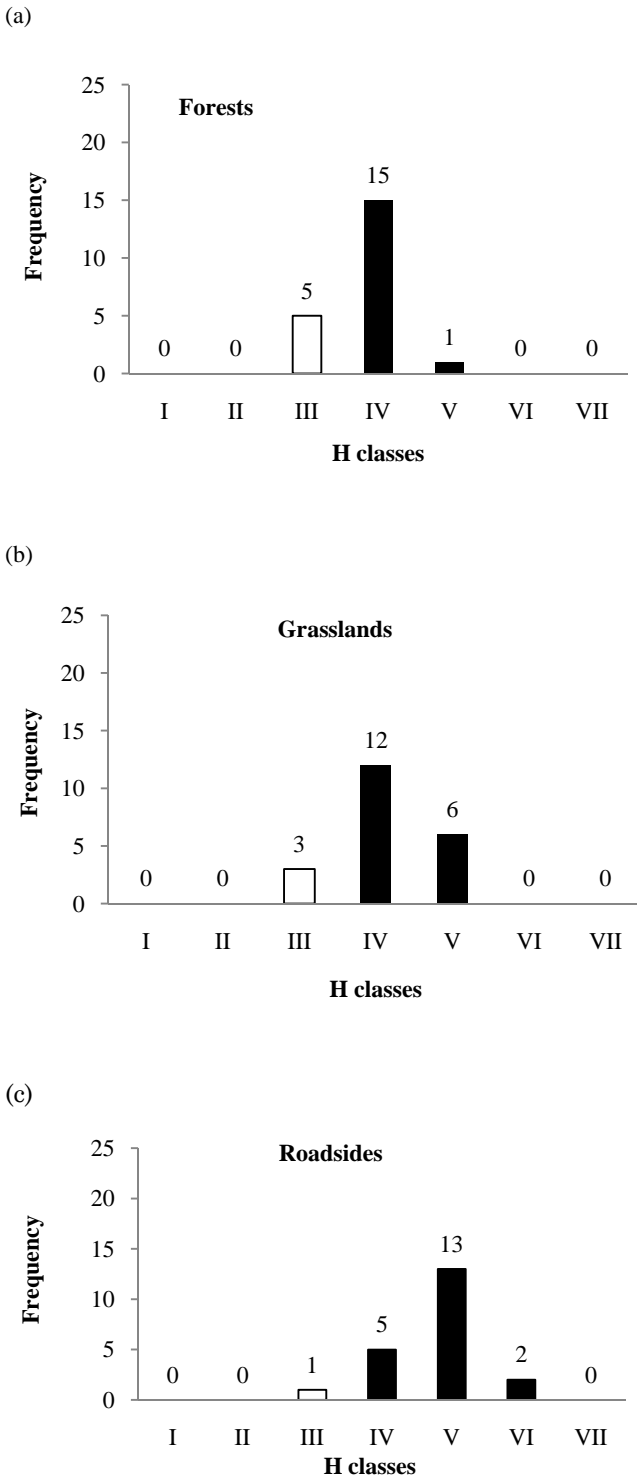 (a)
Forests
Frequency
25
20
15
10
5
0
0 0 5 15 1 0 0
I II III IV V VI VII
H classes
(b)
Grasslands
Frequency
25
20
15
10
5
0
0 0 3 12 6 0 0
I II III IV V VI VII
H classes
(c)
Roadsides
Frequency
25
20
15
10
5
0
0 0 1 5 13 2 0
I II III IV V VI VII
H classes